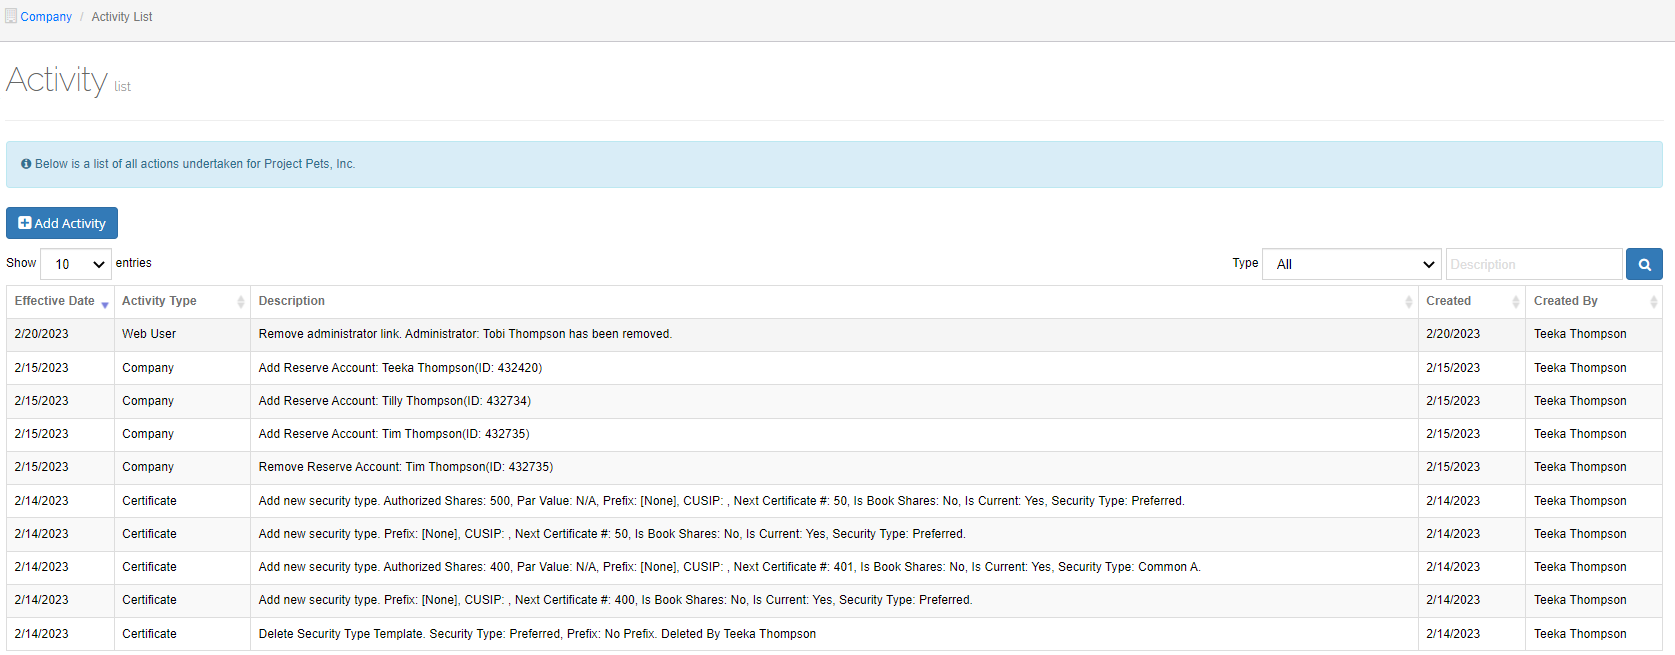 Company / Activity List
Activity list
Below is a list of all actions undertaken for Project Pets, Inc.
Add Activity
Show 10 entries Type All Description
Effective Date Activity Type Description Created Created By
2/20/2023 Web User Remove administrator link. Administrator: Tobi Thompson has been removed. 2/20/2023 Teeka Thompson
2/15/2023 Company Add Reserve Account: Teeka Thompson(ID: 432420) 2/15/2023 Teeka Thompson
2/15/2023 Company Add Reserve Account: Tilly Thompson(ID: 432734) 2/15/2023 Teeka Thompson
2/15/2023 Company Add Reserve Account: Tim Thompson(ID: 432735) 2/15/2023 Teeka Thompson
2/15/2023 Company Remove Reserve Account: Tim Thompson(ID: 432735) 2/15/2023 Teeka Thompson
2/14/2023 Certificate Add new security type. Authorized Shares: 500, Par Value: N/A, Prefix: [None], CUSIP: , Next Certificate #: 50, Is Book Shares: No, Is Current: Yes, Security Type: Preferred. 2/14/2023 Teeka Thompson
2/14/2023 Certificate Add new security type. Prefix: [None], CUSIP: , Next Certificate #: 50, Is Book Shares: No, Is Current: Yes, Security Type: Preferred. 2/14/2023 Teeka Thompson
2/14/2023 Certificate Add new security type. Authorized Shares: 400, Par Value: N/A, Prefix: [None], CUSIP: , Next Certificate #: 401, Is Book Shares: No, Is Current: Yes, Security Type: Common A. 2/14/2023 Teeka Thompson
2/14/2023 Certificate Add new security type. Prefix: [None], CUSIP: , Next Certificate #: 400, Is Book Shares: No, Is Current: Yes, Security Type: Preferred. 2/14/2023 Teeka Thompson
2/14/2023 Certificate Delete Security Type Template. Security Type: Preferred, Prefix: No Prefix. Deleted By Teeka Thompson 2/14/2023 Teeka Thompson